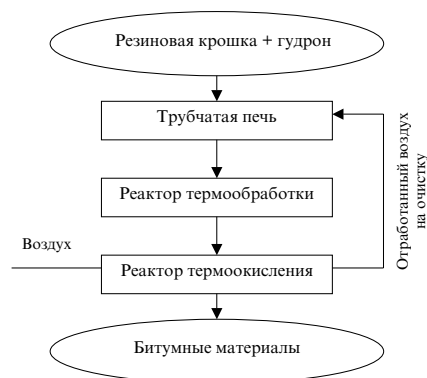 Резиновая крошка + гудрон
Трубчатая печь
Реактор термообработки
Воздух
Реактор термоокисления
Отработанный воздух
на очистку
Битумные материалы